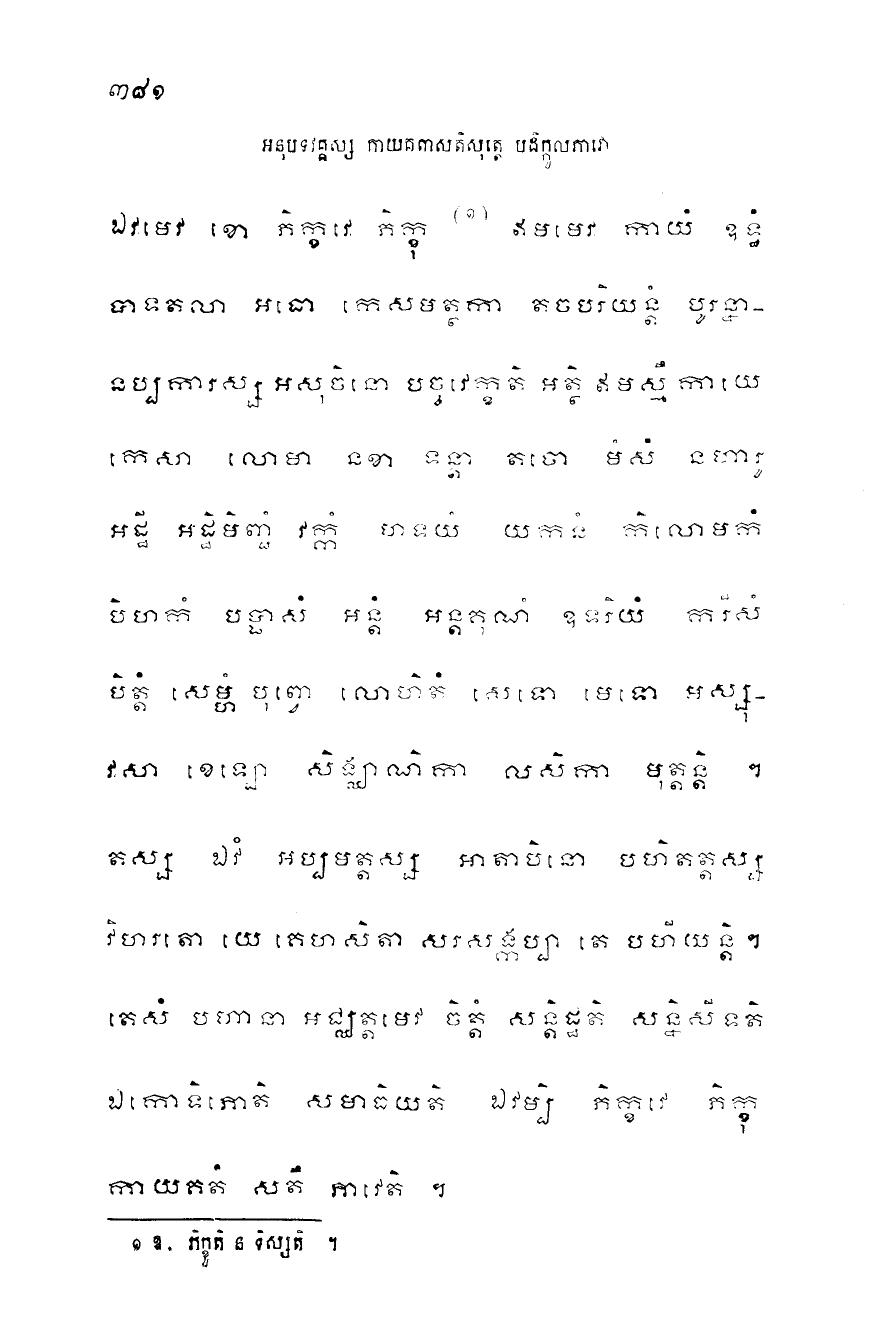 ៣៨១
អនុបទវគ្គស្ស កាយគតាសតិសុត្តេ បដិក្កូលភាវោ
ឯវមេវ ខោ ភិក្ខវេ ភិក្ខុ (១) ឥមមេវ កាយំ ឧទ្ធំ
បាទតលា អធោ កេសមត្ថកា តចបរិយន្តំ បូរន្នា-
នប្បការស្ស អសុចិនោ បច្ចវេក្ខតិ អត្ថិ ឥមស្មឹ កាយេ
កេសា លោមា នខា ទន្តា តចោ មំសំ នហារូ
អដ្ឋី អដ្ឋិមិញ្ជំ វក្កំ ហទយំ យកនំ កិលោមកំ
បិហកំ បប្ផាសំ អន្តំ អន្តគុណំ ឧទរិយំ ករីសំ
បិត្តំ សេម្ហំ បុព្វោ លោហិតំ សេទោ មេទោ អស្សុ-
វសា ខេឡោ សិង្ឃាណិកា លសិកា មុត្តន្តិ ។
តស្ស ឯវំ អប្បមត្តស្ស អាតាបិនោ បហិតត្តស្ស
វិហរតោ យេ គេហសិតា សរសង្កប្បា តេ បហីយន្តិ ។
តេសំ បហានា អជ្ឈត្តមេវ ចិត្តំ សន្តិដ្ឋតិ សន្និសីទតិ
ឯកោទិភោតិ សមាធិយតិ ឯវម្បិ ភិក្ខវេ ភិក្ខុ
កាយគតំ សតឹ ភាវេតិ ។
១ ឧ. ភិក្ខូតិ ន ទិស្សតិ ។